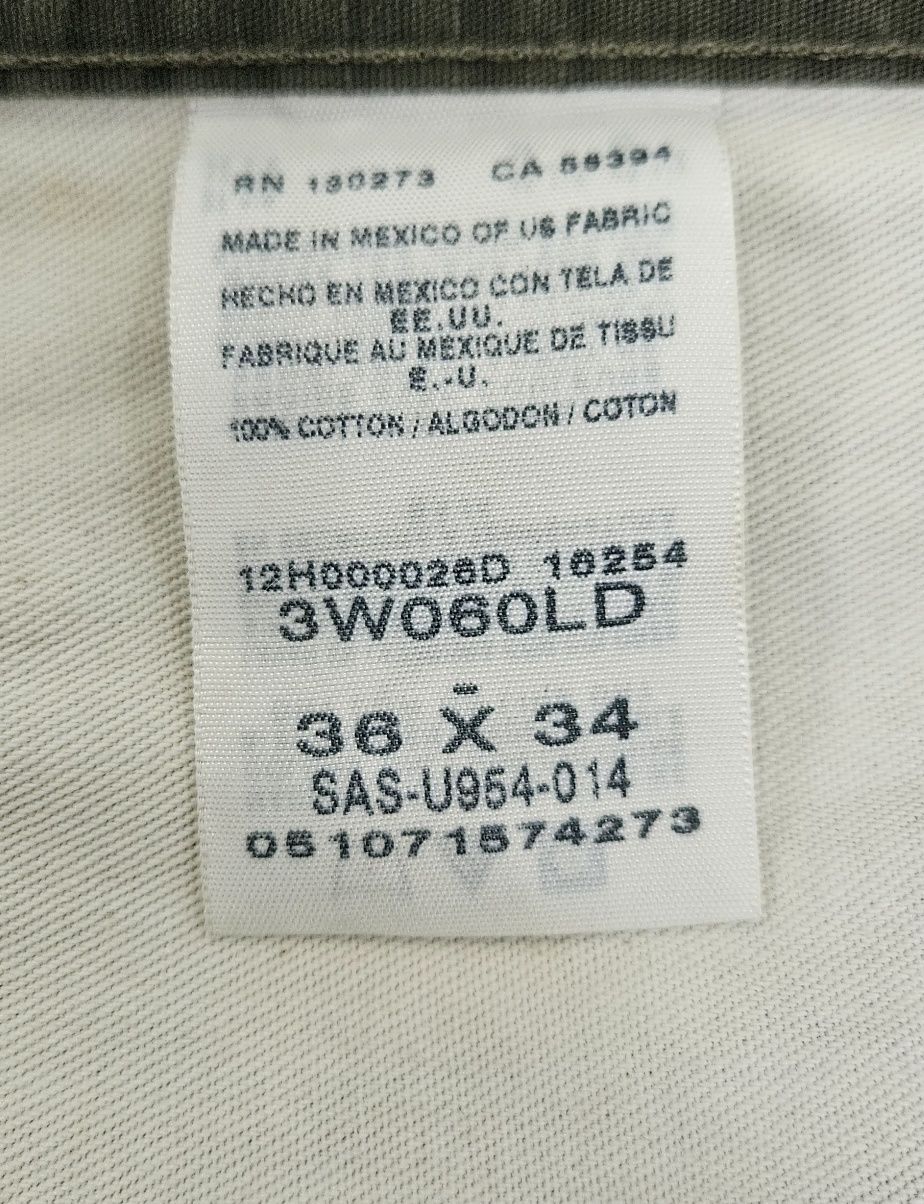 RN 130273 CA 56394
MADE IN MEXICO OF US FABRIC
HECHO EN MEXICO CON TELA DE
EE.UU.
FABRIQUE AU MEXIQUE DE TISSU
E.-U.
100% COTTON / ALGODON / COTON
12H000026D 16254
3W060LD
-
36 X 34
SAS-U954-014
051071574273